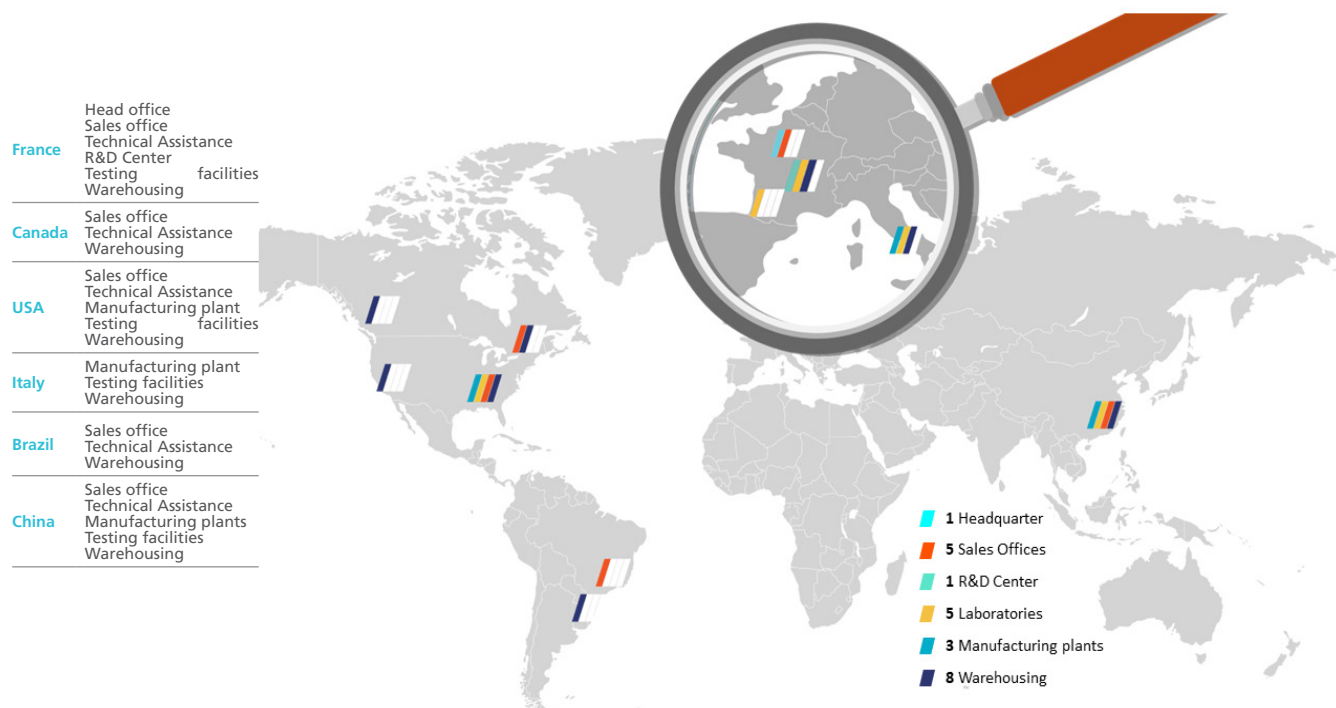 France
Head office
Sales office
Technical Assistance
R&D Center
Testing facilities
Warehousing
Canada
Sales office
Technical Assistance
Warehousing
USA
Sales office
Technical Assistance
Manufacturing plant
Testing facilities
Warehousing
Italy
Manufacturing plant
Testing facilities
Warehousing
Brazil
Sales office
Technical Assistance
Warehousing
China
Sales office
Technical Assistance
Manufacturing plants
Testing facilities
Warehousing
1 Headquarter
5 Sales Offices
1 R&D Center
5 Laboratories
3 Manufacturing plants
8 Warehousing